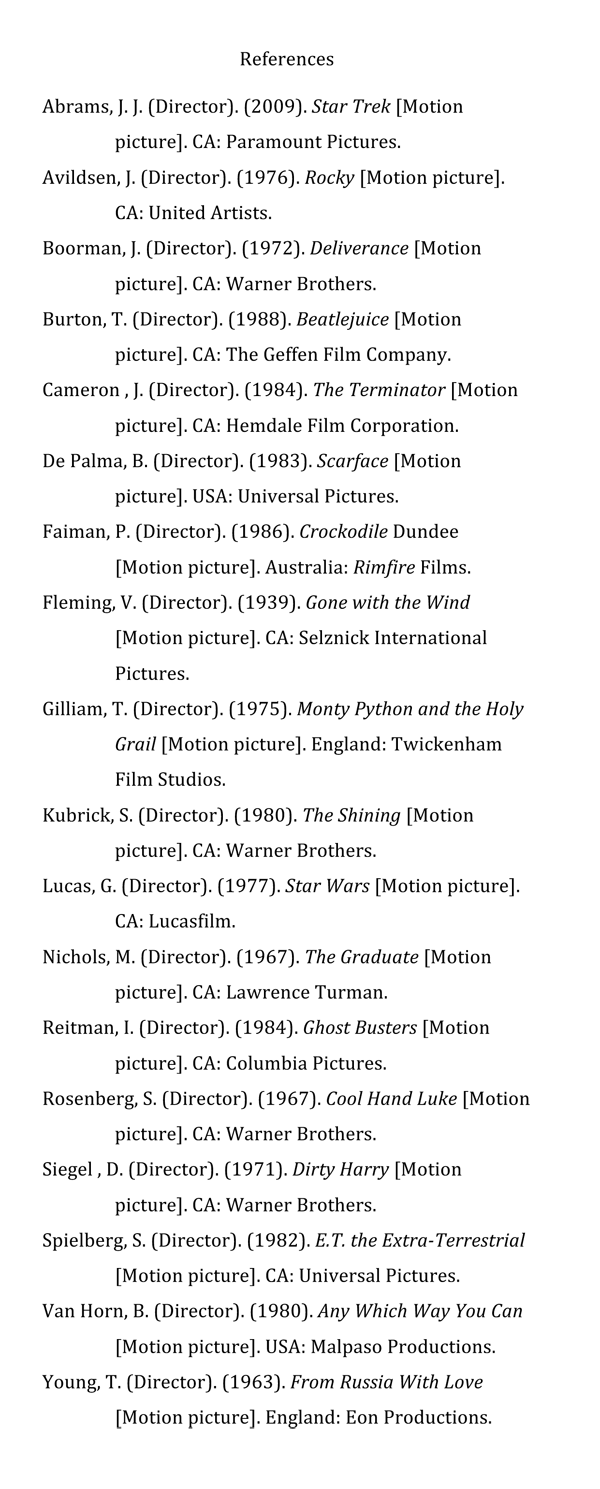 References
Abrams, J. J. (Director). (2009). Star Trek [Motion
picture]. CA: Paramount Pictures.
Avildsen, J. (Director). (1976). Rocky [Motion picture].
CA: United Artists.
Boorman, J. (Director). (1972). Deliverance [Motion
picture]. CA: Warner Brothers.
Burton, T. (Director). (1988). Beatlejuice [Motion
picture]. CA: The Geffen Film Company.
Cameron , J. (Director). (1984). The Terminator [Motion
picture]. CA: Hemdale Film Corporation.
De Palma, B. (Director). (1983). Scarface [Motion
picture]. USA: Universal Pictures.
Faiman, P. (Director). (1986). Crockodile Dundee
[Motion picture]. Australia: Rimfire Films.
Fleming, V. (Director). (1939). Gone with the Wind
[Motion picture]. CA: Selznick International
Pictures.
Gilliam, T. (Director). (1975). Monty Python and the Holy
Grail [Motion picture]. England: Twickenham
Film Studios.
Kubrick, S. (Director). (1980). The Shining [Motion
picture]. CA: Warner Brothers.
Lucas, G. (Director). (1977). Star Wars [Motion picture].
CA: Lucasfilm.
Nichols, M. (Director). (1967). The Graduate [Motion
picture]. CA: Lawrence Turman.
Reitman, I. (Director). (1984). Ghost Busters [Motion
picture]. CA: Columbia Pictures.
Rosenberg, S. (Director). (1967). Cool Hand Luke [Motion
picture]. CA: Warner Brothers.
Siegel , D. (Director). (1971). Dirty Harry [Motion
picture]. CA: Warner Brothers.
Spielberg, S. (Director). (1982). E.T. the Extra-Terrestrial
[Motion picture]. CA: Universal Pictures.
Van Horn, B. (Director). (1980). Any Which Way You Can
[Motion picture]. USA: Malpaso Productions.
Young, T. (Director). (1963). From Russia With Love
[Motion picture]. England: Eon Productions.